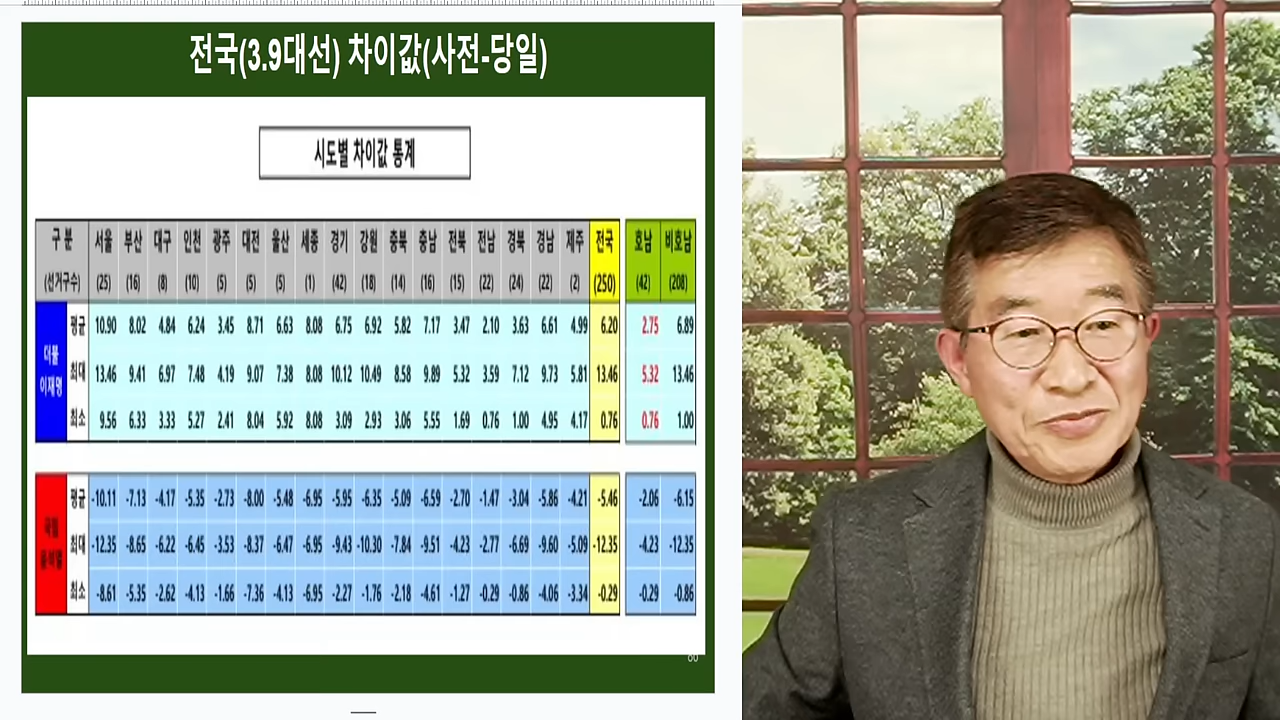 전국(3.9대선) 차이값(사전-당일)
시도별 차이값 통계
구 분 서울 부산 대구 인천 광주 대전 울산 세종 경기 강원 충북 충남 전북 전남 경북 경남 제주 전국 호남 비호남
(선거구수) (25) (16) (8) (10) (5) (5) (5) (1) (42) (18) (14) (16) (15) (22) (24) (22) (2) (250) (42) (208)
더불
이재명
평균 10.90 8.02 4.84 6.24 3.45 8.71 6.63 8.08 6.75 6.92 5.82 7.17 3.47 2.10 3.63 6.61 4.99 6.20 2.75 6.89
최대 13.46 9.41 6.97 7.48 4.19 9.07 7.38 8.08 10.12 10.49 8.58 9.89 5.32 3.59 7.12 9.73 5.81 13.46 5.32 13.46
최소 9.56 6.33 3.33 5.27 2.41 8.04 5.92 8.08 3.09 2.93 3.06 5.55 1.69 0.76 1.00 4.95 4.17 0.76 0.76 1.00
평균 -10.11 -7.13 -4.17 -5.35 -2.73 -8.00 -5.48 -6.95 -5.95 -6.35 -5.09 -6.59 -2.70 -1.47 -3.04 -5.86 -4.21 -5.46 -2.06 -6.15
최대 -12.35 -8.65 -6.22 -6.45 -3.53 -8.37 -6.47 -6.95 -9.43 -10.30 -7.84 -9.51 -4.23 -2.77 -6.69 -9.60 -5.09 -12.35 -4.23 -12.35
최소 -8.61 -5.35 -2.62 -4.13 -1.66 -7.36 -4.13 -6.95 -2.27 -1.76 -2.18 -4.61 -1.27 -0.29 -0.86 -4.06 -3.34 -0.29 -0.29 -0.86